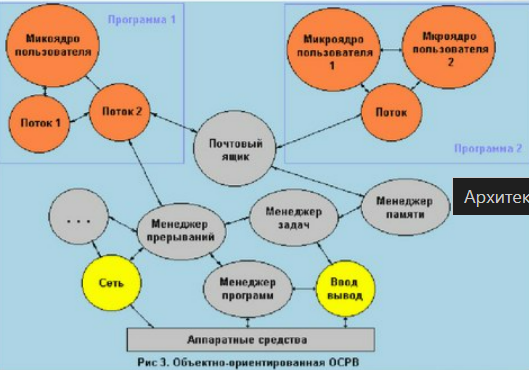 Программа 1
Микоядро
пользователя
Поток 1
Поток 2
Микроядро
пользователя
1
Мкроядро
пользователя
2
Поток
Программа 2
Почтовый
ящик
Менеджер
памяти
Архитек
. . .
Менеджер
прерываний
Менеджер
задач
Сеть
Менеджер
программ
Ввод
вывод
Аппаратные средства
Рис 3. Объектно-ориентированная ОСРВ